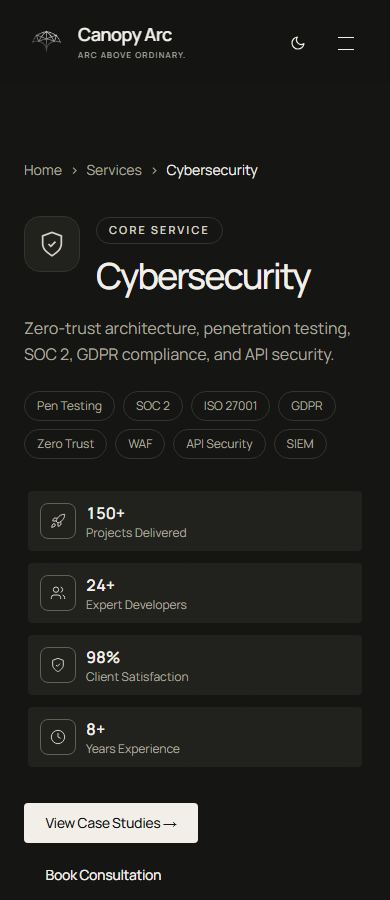 Canopy Arc
ARC ABOVE ORDINARY.
Home > Services > Cybersecurity
CORE SERVICE
Cybersecurity
Zero-trust architecture, penetration testing,
SOC 2, GDPR compliance, and API security.
Pen Testing SOC 2 ISO 27001 GDPR
Zero Trust WAF API Security SIEM
150+
Projects Delivered
24+
Expert Developers
98%
Client Satisfaction
8+
Years Experience
View Case Studies →
Book Consultation